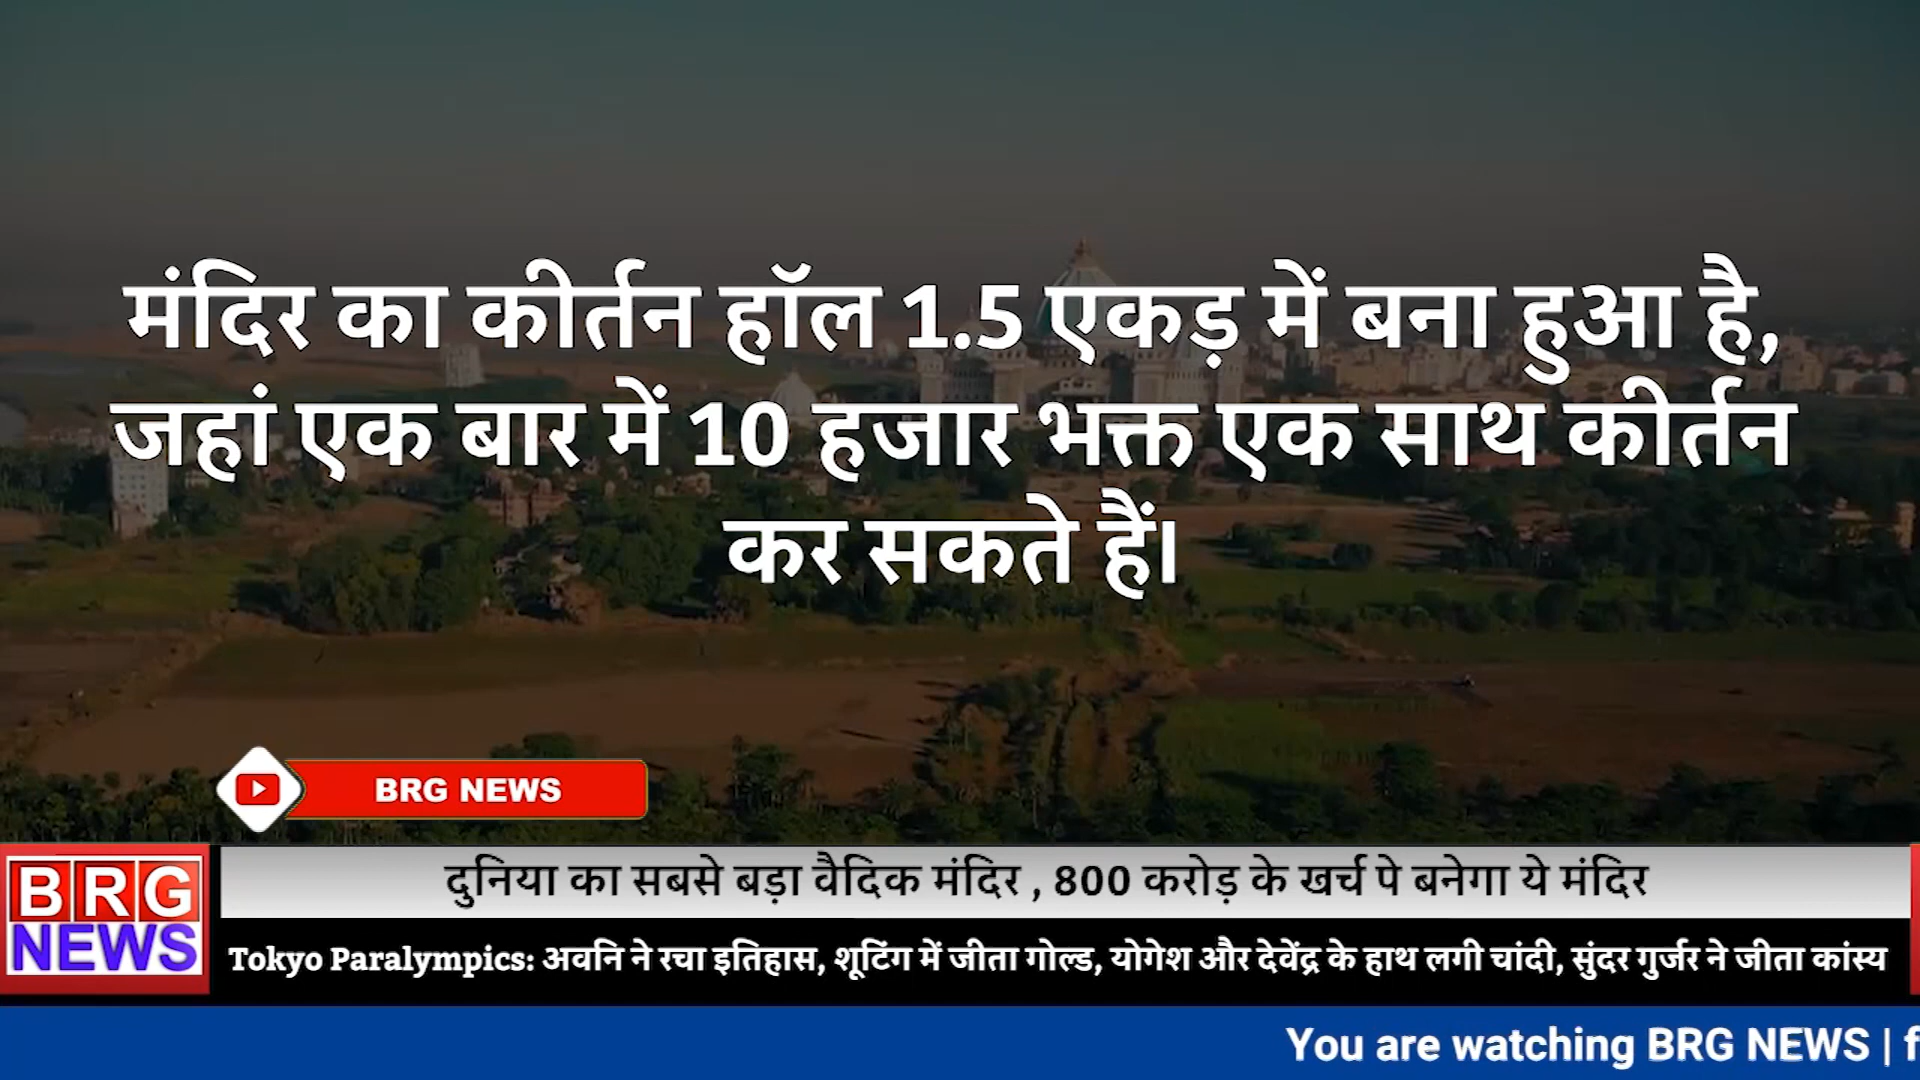 मंदिर का कीर्तन हॉल 1.5 एकड़ में बना हुआ है,
जहां एक बार में 10 हजार भक्त एक साथ कीर्तन
कर सकते हैं।
BRG NEWS
BRG
NEWS
दुनिया का सबसे बड़ा वैदिक मंदिर , 800 करोड़ के खर्च पे बनेगा ये मंदिर
Tokyo Paralympics: अवनि ने रचा इतिहास, शूटिंग में जीता गोल्ड, योगेश और देवेंद्र के हाथ लगी चांदी, सुंदर गुर्जर ने जीता कांस्य
You are watching BRG NEWS | f